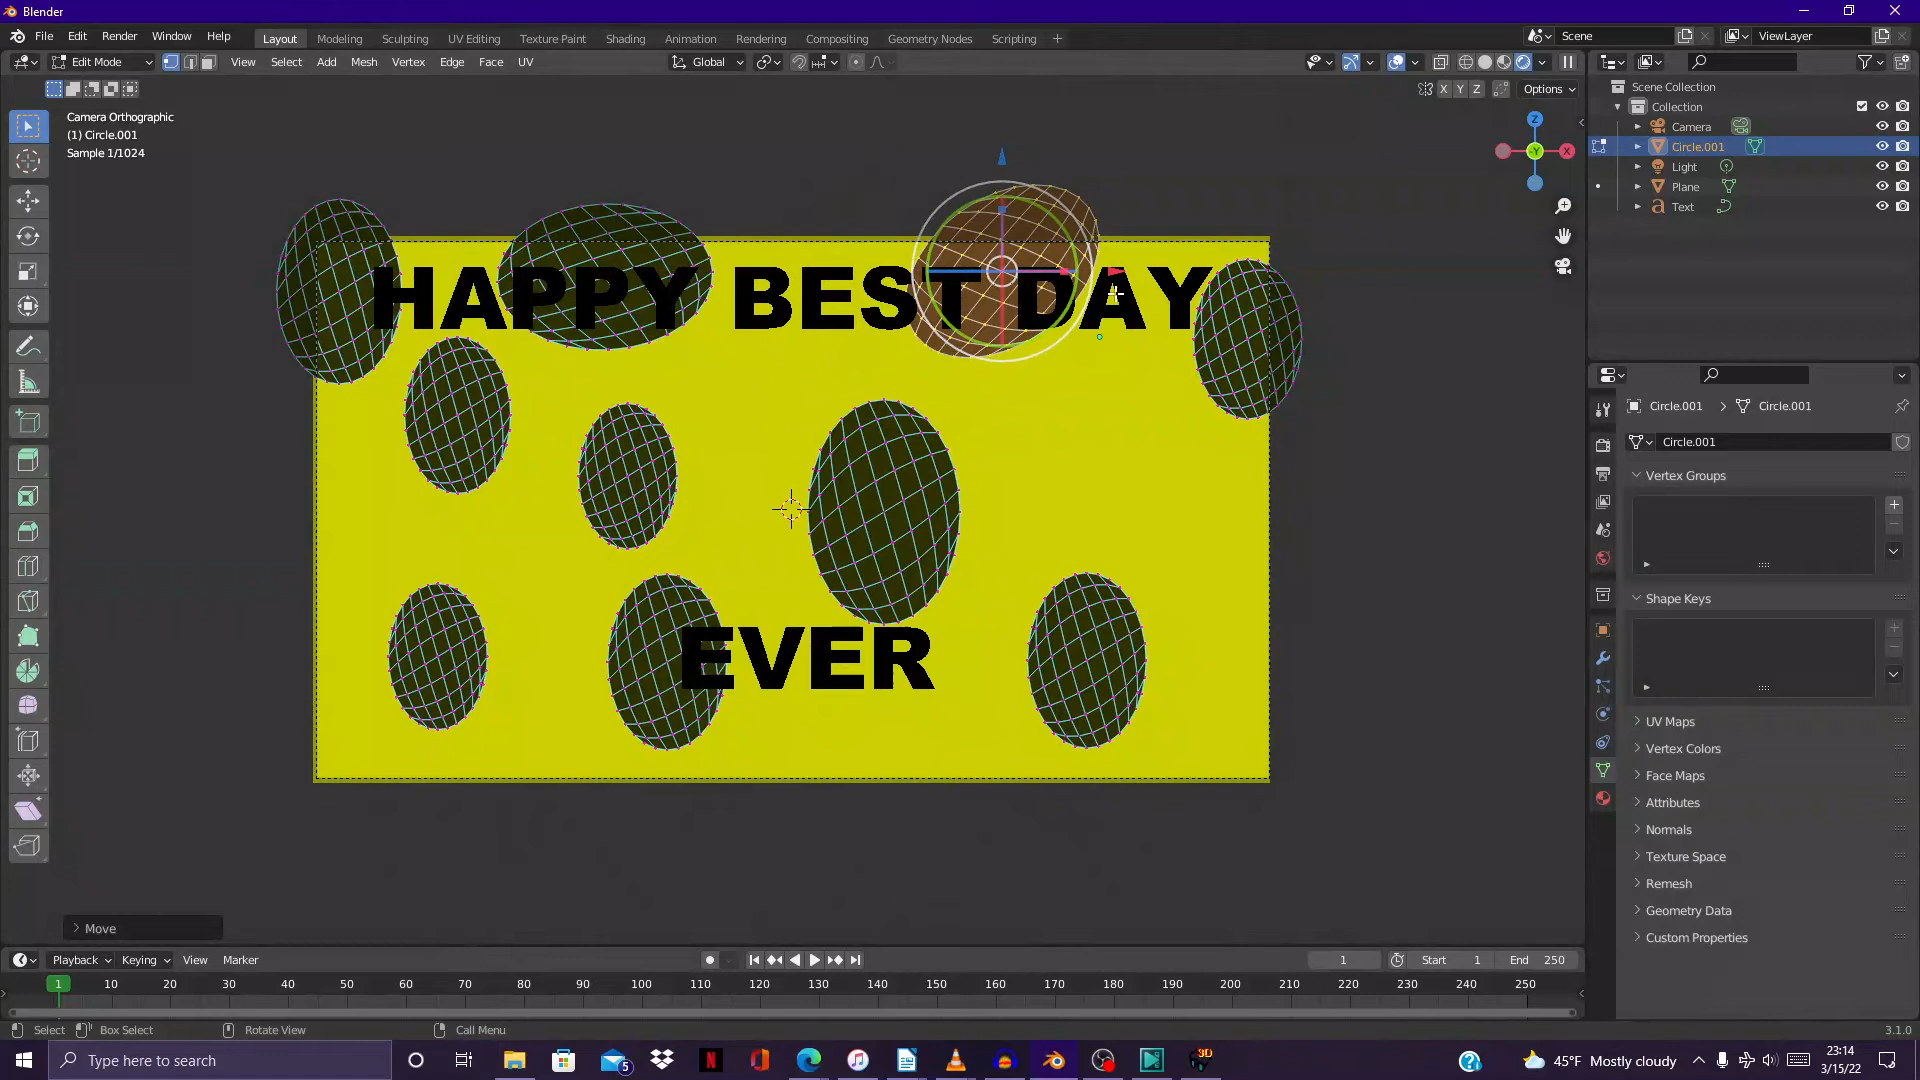 Blender
File Edit Render Window Help
Layout Modeling Sculpting UV Editing Texture Paint Shading Animation Rendering Compositing Geometry Nodes Scripting +
Scene
ViewLayer
Edit Mode
View Select Add Mesh Vertex Edge Face UV
Global
X Y Z
Options
Camera Orthographic
(1) Circle.001
Sample 1/1024
Z
-Y
X
HAPPY BEST DAY
EVER
Move
Scene Collection
Collection
Camera
Circle.001
Light
Plane
Text
Circle.001 > Circle.001
Circle.001
Vertex Groups
Shape Keys
UV Maps
Vertex Colors
Face Maps
Attributes
Normals
Texture Space
Remesh
Geometry Data
Custom Properties
Playback Keying View Marker
1
Start 1
End 250
1 10 20 30 40 50 60 70 80 90 100 110 120 130 140 150 160 170 180 190 200 210 220 230 240 250
Select Box Select Rotate View Call Menu
3.1.0
Type here to search
5
N
3D
45°F Mostly cloudy
23:14
3/15/22